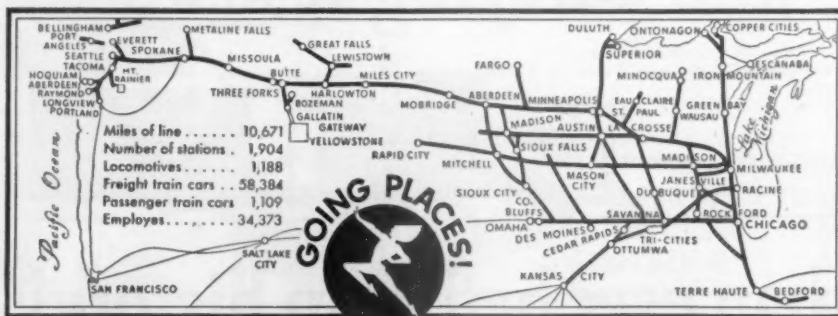 BELLINGHAM
PORT
ANGELES
EVERETT
SEATTLE
TACOMA
HOQUIAM
ABERDEEN
RAYMOND
LONGVIEW
PORTLAND
MT.
RAINIER
SPOKANE
METALINE FALLS
MISSOULA
GREAT FALLS
LEWISTOWN
BUTTE
THREE FORKS
BOZEMAN
GALLATIN
GATEWAY
YELLOWSTONE
HARLOWTON
MILES CITY
MOBRIDGE
FARGO
ABERDEEN
MINNEAPOLIS
ST.
PAUL
DULUTH
SUPERIOR
ONTONAGON
COPPER CITIES
ESCANABA
MINOCQUA
IRON MOUNTAIN
EAU CLAIRE
WAUSAU
GREEN
BAY
Lake
Michigan
MADISON
AUSTIN
LA CROSSE
SIOUX FALLS
RAPID CITY
MITCHELL
MASON
CITY
MADISON
MILWAUKEE
JANESVILLE
RACINE
DUBUQUE
SIOUX CITY
CO.
BLUFFS
OMAHA
DES MOINES
CEDAR RAPIDS
SAVANNA
ROCKFORD
CHICAGO
TRI-CITIES
OTTUMWA
KANSAS CITY
TERRE HAUTE
BEDFORD
Pacific Ocean
SALT LAKE
CITY
SAN FRANCISCO
Miles of line...... 10,671
Number of stations . 1,904
Locomotives....... 1,188
Freight train cars .. 58,384
Passenger train cars 1,109
Employes......... 34,373
GOING PLACES!